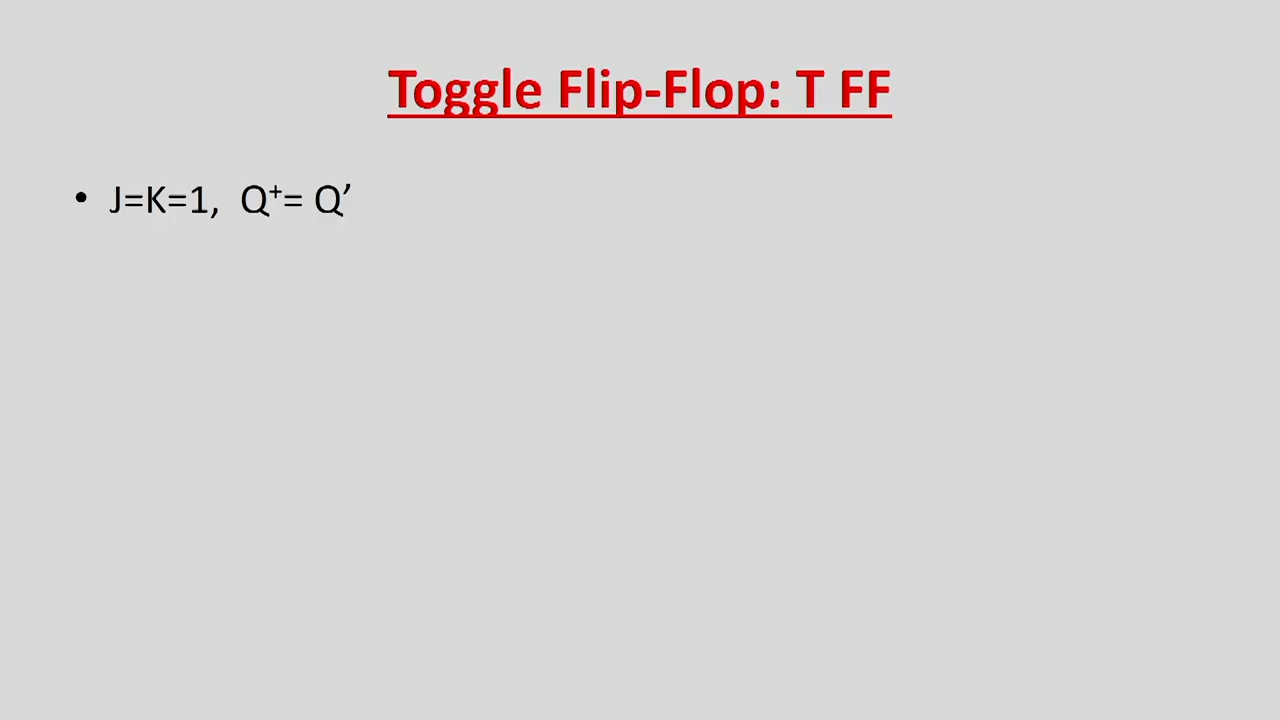 Toggle Flip-Flop: T FF
• J=K=1, Q⁺= Q’